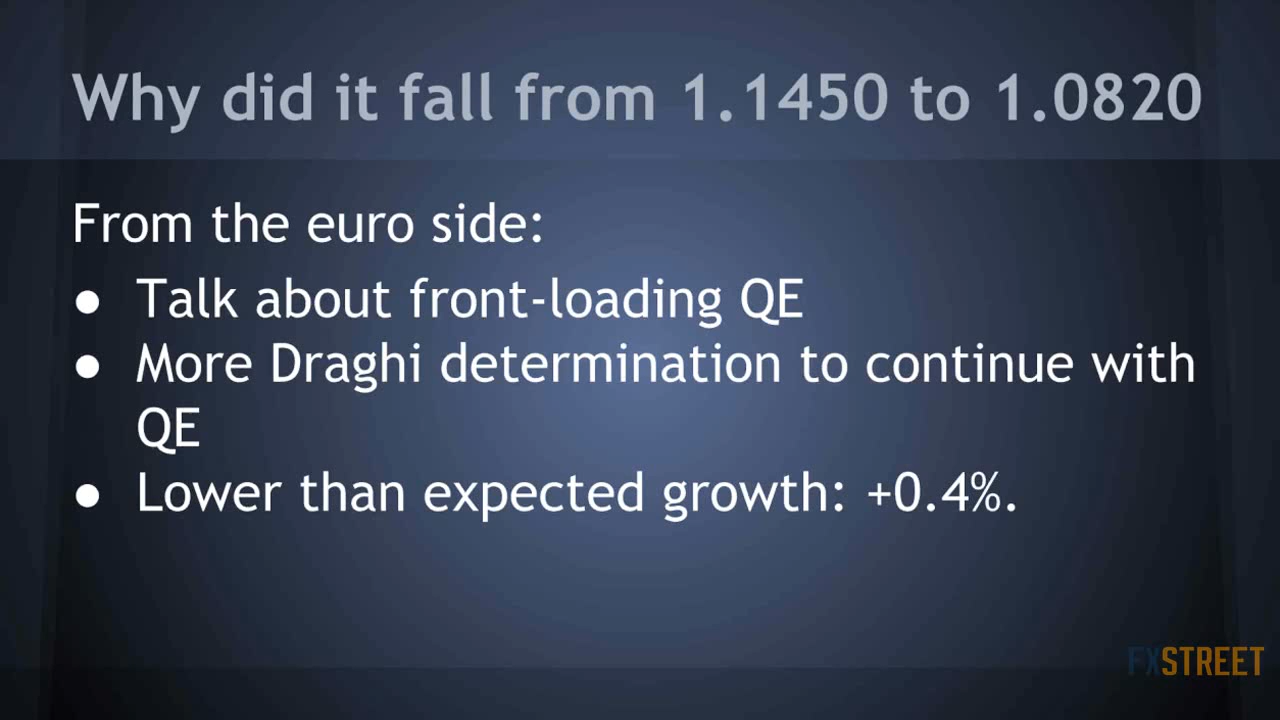 Why did it fall from 1.1450 to 1.0820
From the euro side:
● Talk about front-loading QE
● More Draghi determination to continue with
QE
● Lower than expected growth: +0.4%.
FXSTREET